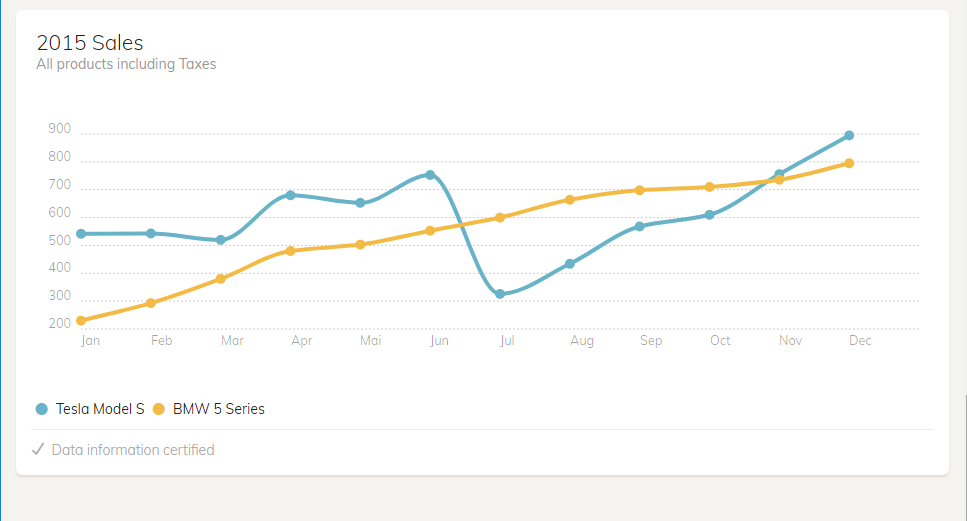 2015 Sales
All products including Taxes
900
800
700
600
500
400
300
200
Jan Feb Mar Apr Mai Jun Jul Aug Sep Oct Nov Dec
Tesla Model S BMW 5 Series
Data information certified